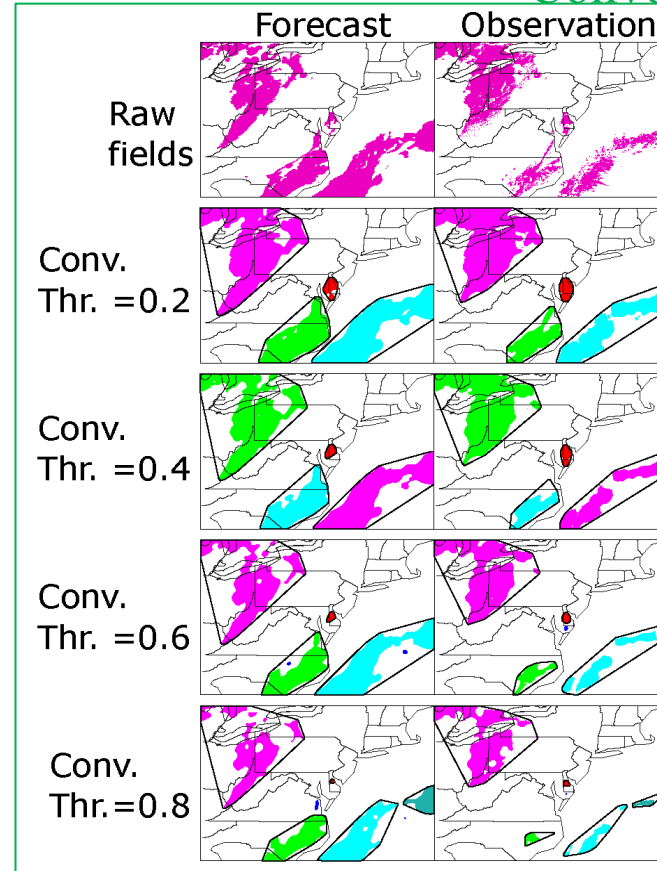 Forecast Observation
Raw
fields
Conv.
Thr. =0.2
Conv.
Thr. =0.4
Conv.
Thr. =0.6
Conv.
Thr.=0.8